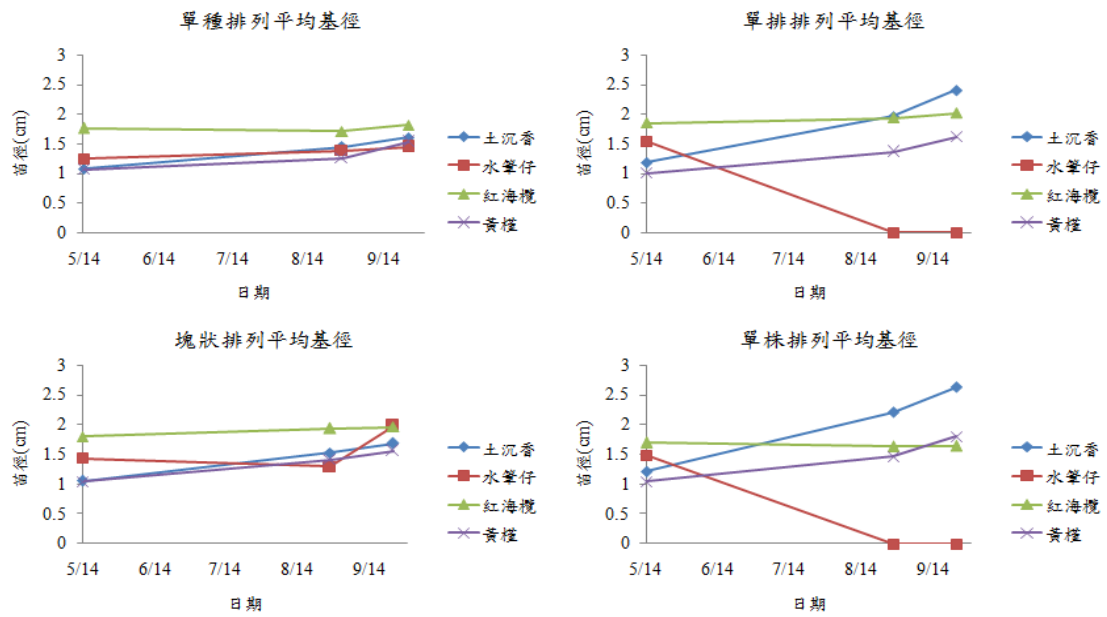 單種排列平均基徑
3
2.5
2
1.5
1
0.5
0
苗徑(cm)
5/14 6/14 7/14 8/14 9/14
日期
土沉香
水筆仔
紅海欖
黃槿
單排排列平均基徑
3
2.5
2
1.5
1
0.5
0
苗徑(cm)
5/14 6/14 7/14 8/14 9/14
日期
土沉香
水筆仔
紅海欖
黃槿
塊狀排列平均基徑
3
2.5
2
1.5
1
0.5
0
苗徑(cm)
5/14 6/14 7/14 8/14 9/14
日期
土沉香
水筆仔
紅海欖
黃槿
單株排列平均基徑
3
2.5
2
1.5
1
0.5
0
苗徑(cm)
5/14 6/14 7/14 8/14 9/14
日期
土沉香
水筆仔
紅海欖
黃槿